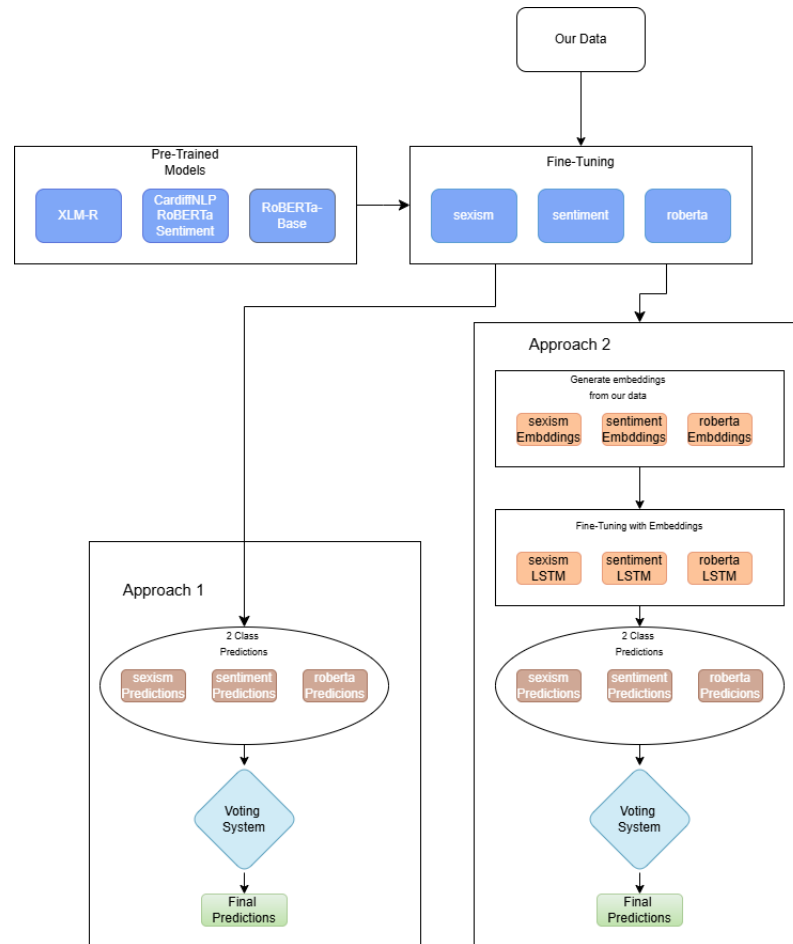 Our Data
Pre-Trained
Models
XLM-R
CardiffNLP
RoBERTa
Sentiment
RoBERTa-
Base
Fine-Tuning
sexism
sentiment
roberta
Approach 2
Generate embeddings
from our data
sexism
Embddings
sentiment
Embddings
roberta
Embddings
Fine-Tuning with Embeddings
sexism
LSTM
sentiment
LSTM
roberta
LSTM
Approach 1
2 Class
Predictions
sexism
Predictions
sentiment
Predictions
roberta
Predicions
Voting
System
Final
Predictions
2 Class
Predictions
sexism
Predictions
sentiment
Predictions
roberta
Predicions
Voting
System
Final
Predictions